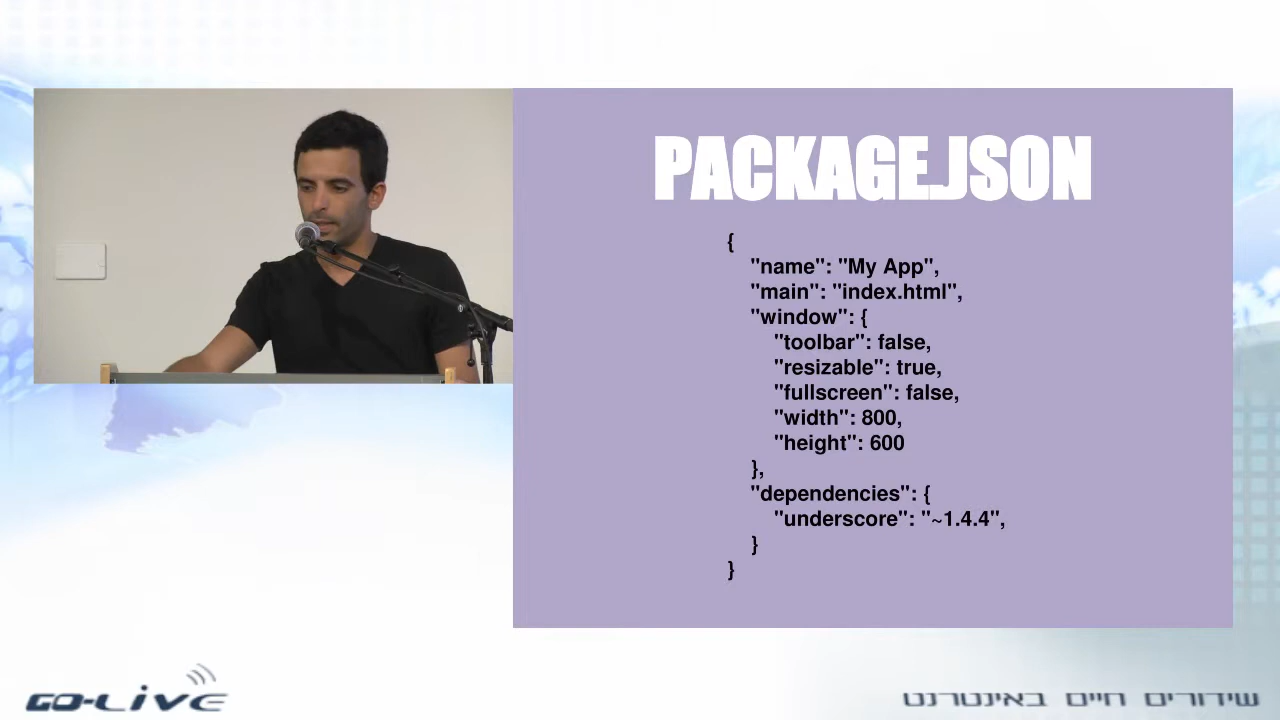 PACKAGE.JSON
{
"name": "My App",
"main": "index.html",
"window": {
"toolbar": false,
"resizable": true,
"fullscreen": false,
"width": 800,
"height": 600
},
"dependencies": {
"underscore": "~1.4.4",
}
}
GO-LIVE
שידורים חיים באינטרנט